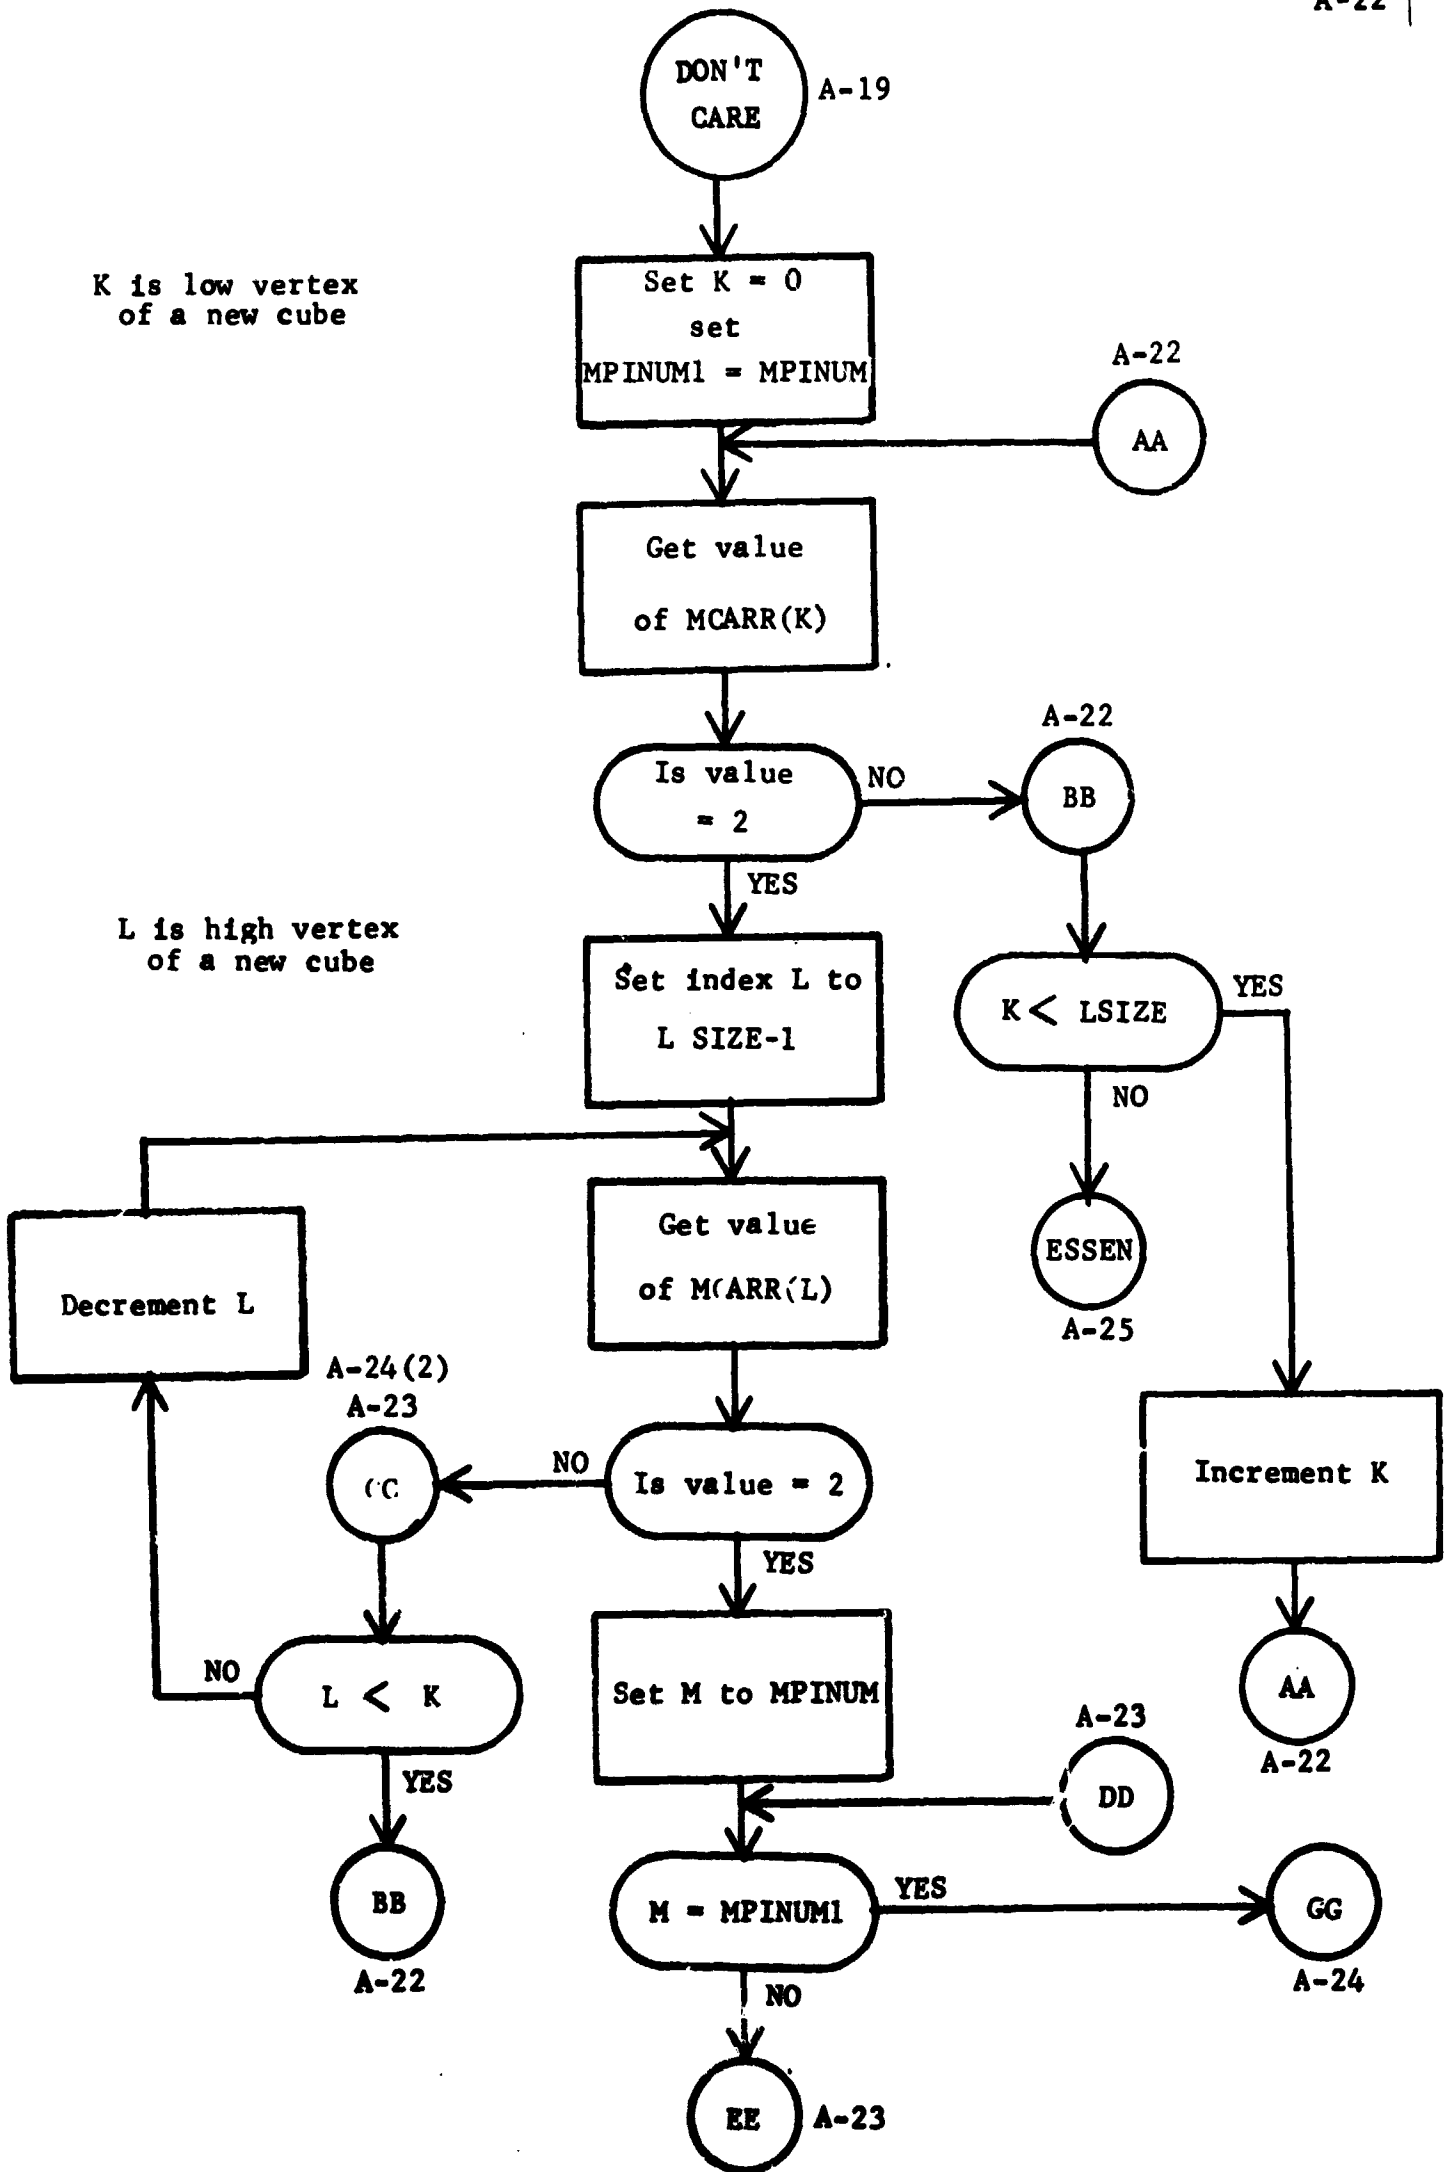 A-22
DON'T
CARE
A-19
K is low vertex
of a new cube
Set K = 0
set
MPINUM1 = MPINUM
A-22
AA
Get value
of MCARR(K)
A-22
Is value
= 2
NO
BB
YES
L is high vertex
of a new cube
Set index L to
L SIZE-1
K < LSIZE
YES
NO
Get value
of MCARR(L)
ESSEN
A-25
Decrement L
A-24(2)
A-23
CC
NO
Is value = 2
YES
Increment K
NO
L < K
YES
Set M to MPINUM
AA
A-22
A-23
DD
BB
A-22
M = MPINUM1
YES
GG
A-24
NO
EE
A-23